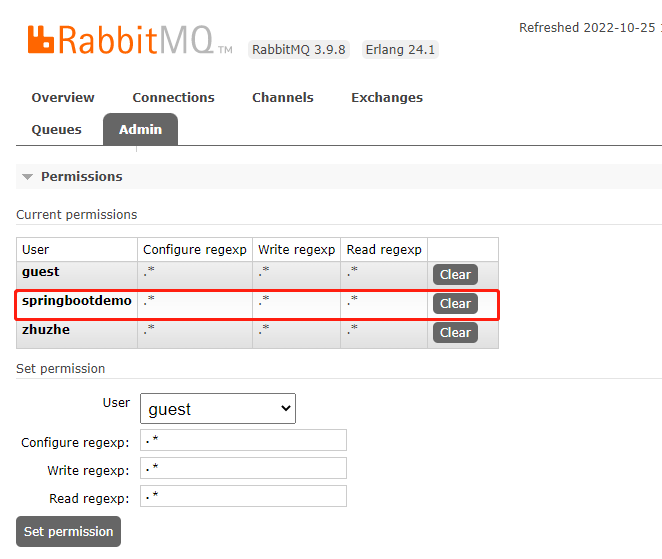 Refreshed 2022-10-25
RabbitMQ TM RabbitMQ 3.9.8 Erlang 24.1
Overview Connections Channels Exchanges
Queues Admin
Permissions
Current permissions
User Configure regexp Write regexp Read regexp
guest .* .* .* Clear
springbootdemo .* .* .* Clear
zhuzhe .* .* .* Clear
Set permission
User guest
Configure regexp: .*
Write regexp: .*
Read regexp: .*
Set permission